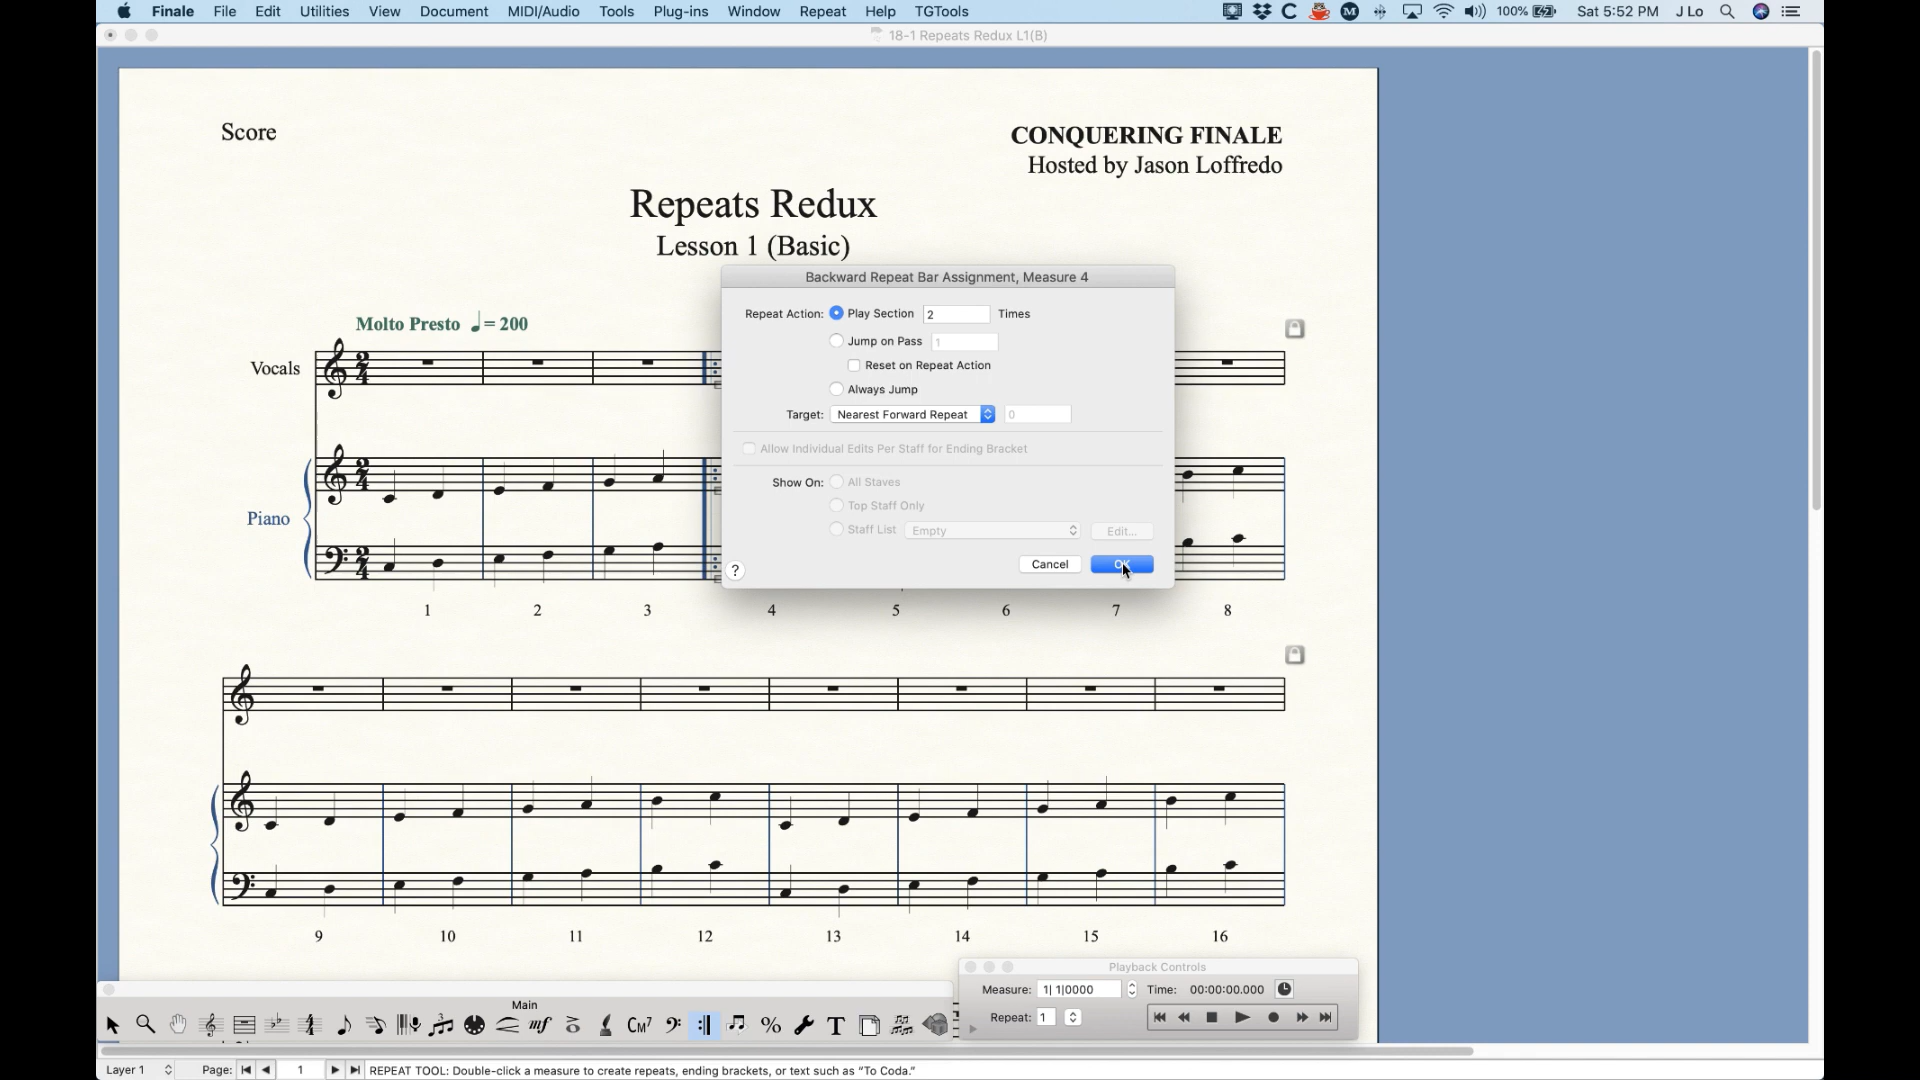 Finale File Edit Utilities View Document MIDI/Audio Tools Plug-ins Window Repeat Help TGTools 100% Sat 5:52 PM J Lo
18-1 Repeats Redux L1(B)
Score
CONQUERING FINALE
Hosted by Jason Loffredo
Repeats Redux
Lesson 1 (Basic)
Backward Repeat Bar Assignment, Measure 4
Repeat Action: Play Section 2 Times
Jump on Pass 1
Reset on Repeat Action
Always Jump
Target: Nearest Forward Repeat 0
Allow Individual Edits Per Staff for Ending Bracket
Show On: All Staves
Top Staff Only
Staff List Empty Edit...
? Cancel OK
Molto Presto ♩= 200
Vocals
Piano
1 2 3 4 5 6 7 8
9 10 11 12 13 14 15 16
Playback Controls
Measure: 1| 1|0000 Time: 00:00:00.000
Repeat: 1
Main
mf CM7 % T
Layer 1 Page: 1 REPEAT TOOL: Double-click a measure to create repeats, ending brackets, or text such as “To Coda.”